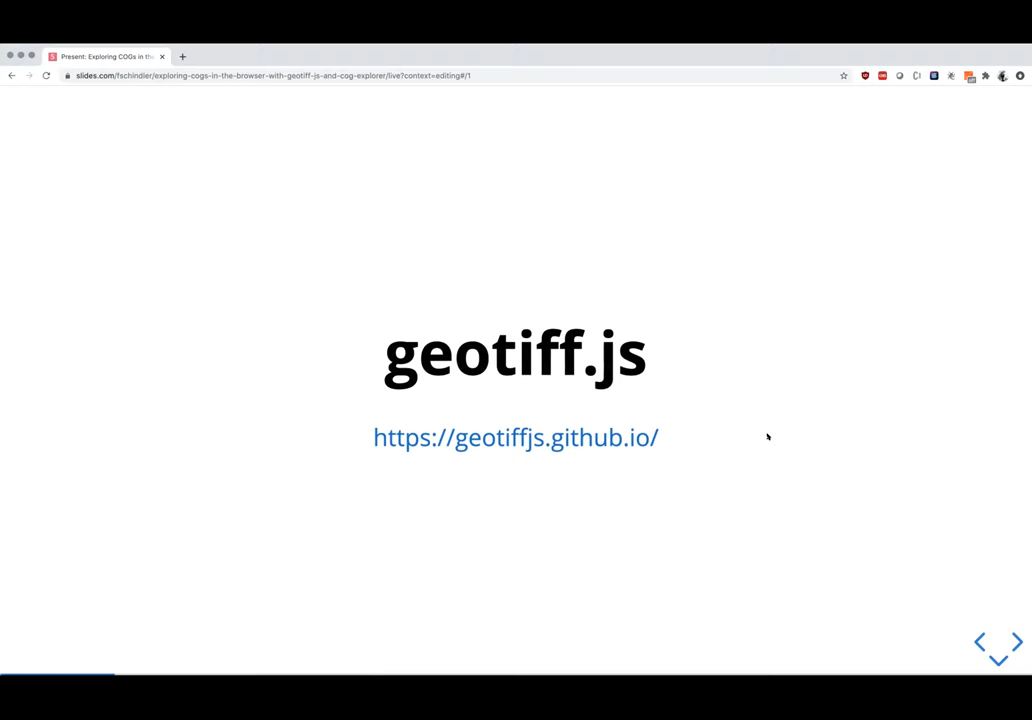 Present: Exploring COGs in th
slides.com/fschindler/exploring-cogs-in-the-browser-with-geotiff-js-and-cog-explorer/live?context=editing#/1
geotiff.js
https://geotiffjs.github.io/